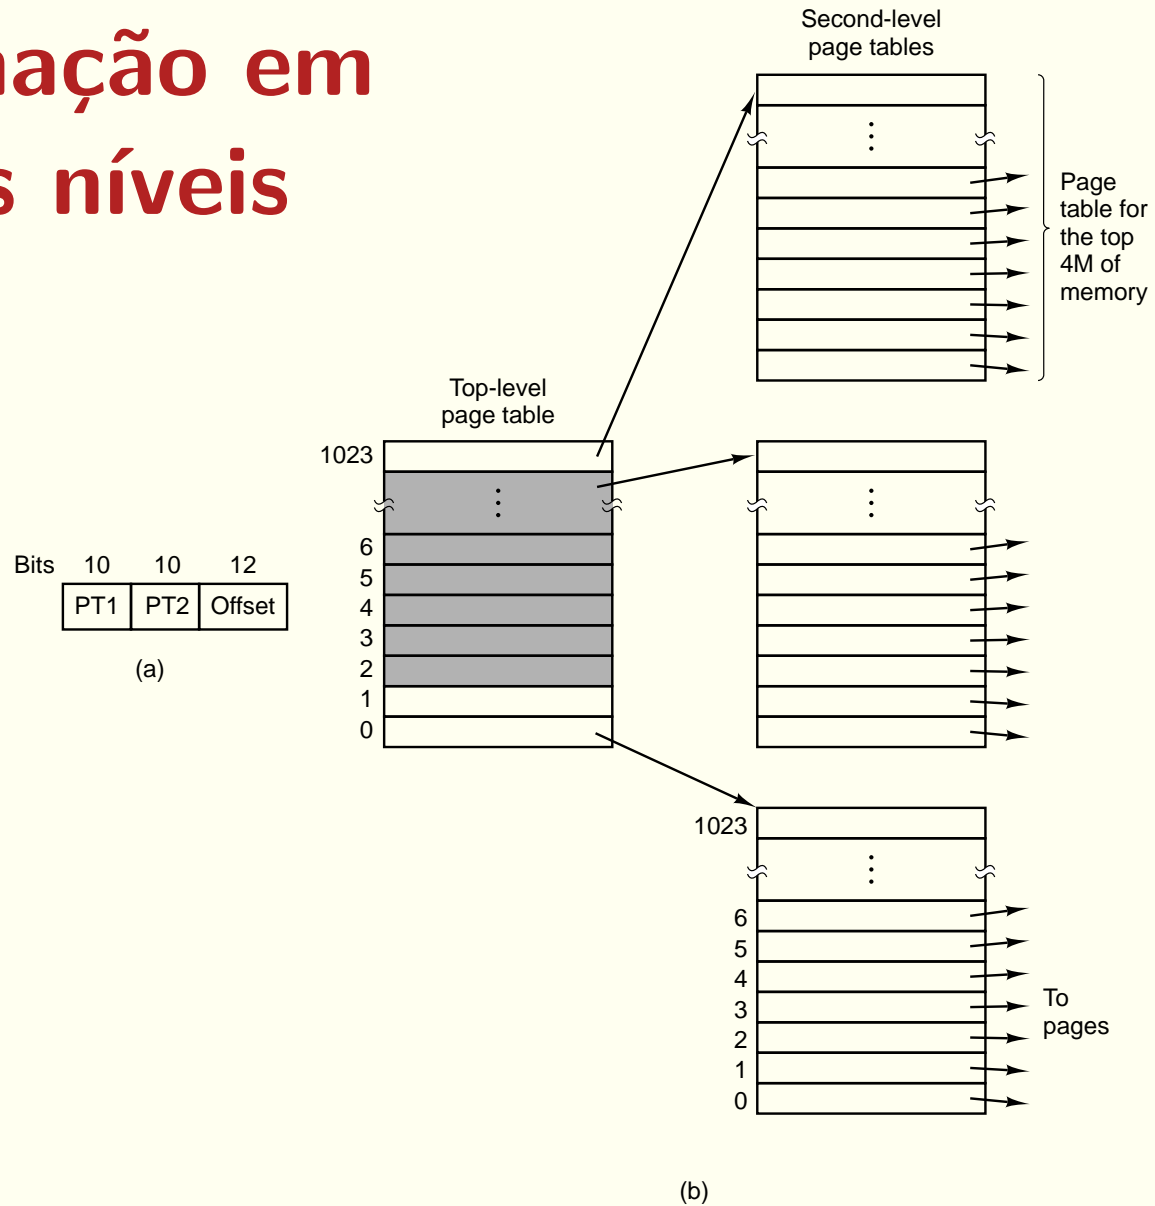 nação em
s níveis
Second-level
page tables
Page
table for
the top
4M of
memory
Top-level
page table
1023
6
5
4
3
2
1
0
Bits 10 10 12
PT1 PT2 Offset
(a)
1023
6
5
4
3
2
1
0
To
pages
(b)